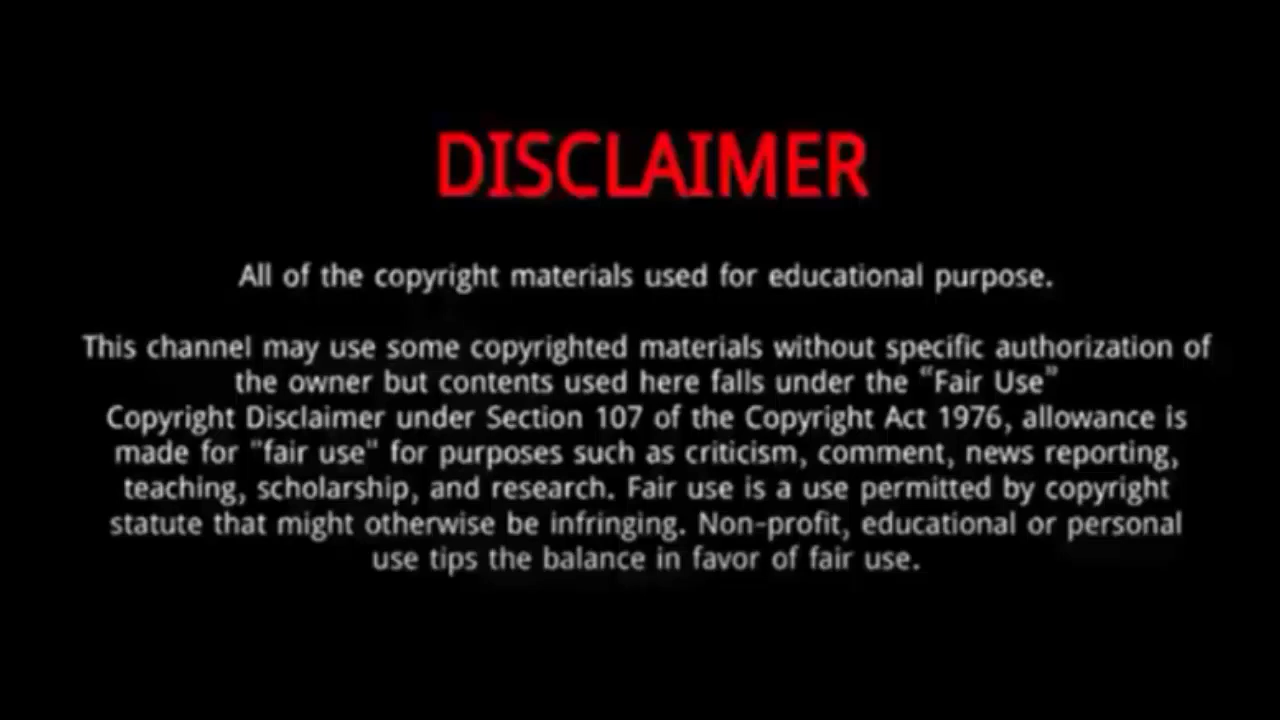 DISCLAIMER
All of the copyright materials used for educational purpose.
This channel may use some copyrighted materials without specific authorization of
the owner but contents used here falls under the “Fair Use”
Copyright Disclaimer under Section 107 of the Copyright Act 1976, allowance is
made for "fair use" for purposes such as criticism, comment, news reporting,
teaching, scholarship, and research. Fair use is a use permitted by copyright
statute that might otherwise be infringing. Non-profit, educational or personal
use tips the balance in favor of fair use.